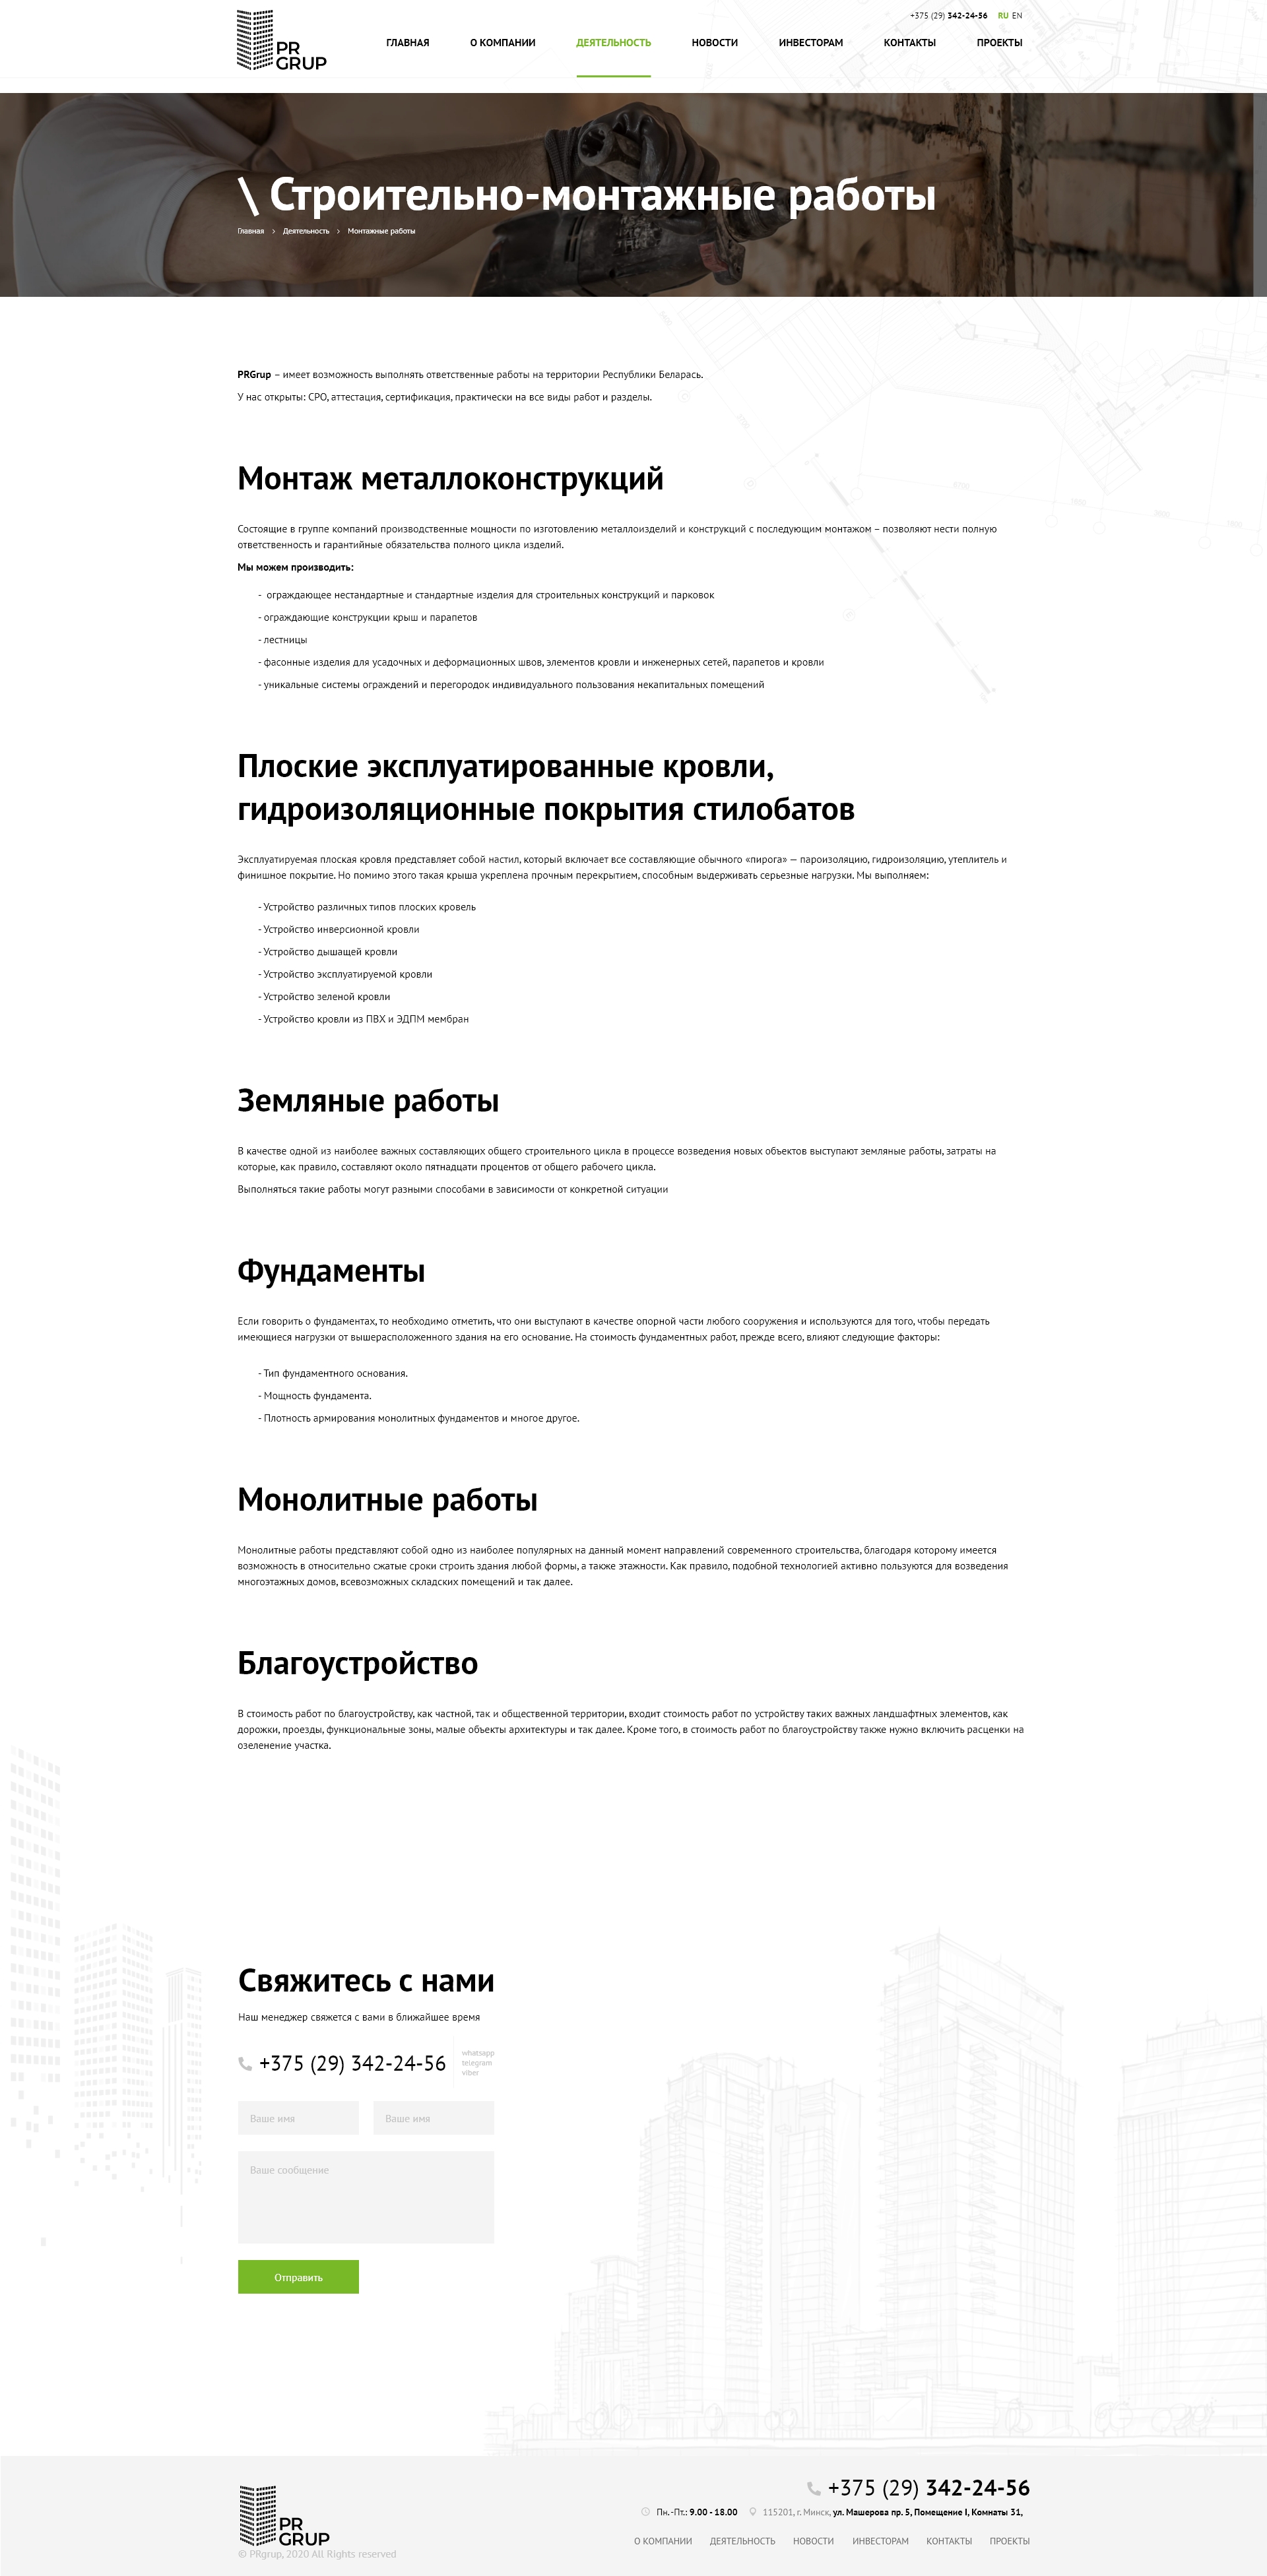 PR
GRUP
+375 (29) 342-24-56 RU EN
ГЛАВНАЯ О КОМПАНИИ ДЕЯТЕЛЬНОСТЬ НОВОСТИ ИНВЕСТОРАМ КОНТАКТЫ ПРОЕКТЫ
\ Строительно-монтажные работы
Главная > Деятельность > Монтажные работы
PRGrup – имеет возможность выполнять ответственные работы на территории Республики Беларась.
У нас открыты: СРО, аттестация, сертификация, практически на все виды работ и разделы.
Монтаж металлоконструкций
Состоящие в группе компаний производственные мощности по изготовлению металлоизделий и конструкций с последующим монтажом – позволяют нести полную
ответственность и гарантийные обязательства полного цикла изделий.
Мы можем производить:
- ограждающее нестандартные и стандартные изделия для строительных конструкций и парковок
- ограждающие конструкции крыш и парапетов
- лестницы
- фасонные изделия для усадочных и деформационных швов, элементов кровли и инженерных сетей, парапетов и кровли
- уникальные системы ограждений и перегородок индивидуального пользования некапитальных помещений
Плоские эксплуатированные кровли,
гидроизоляционные покрытия стилобатов
Эксплуатируемая плоская кровля представляет собой настил, который включает все составляющие обычного «пирога» — пароизоляцию, гидроизоляцию, утеплитель и
финишное покрытие. Но помимо этого такая крыша укреплена прочным перекрытием, способным выдерживать серьезные нагрузки. Мы выполняем:
- Устройство различных типов плоских кровель
- Устройство инверсионной кровли
- Устройство дышащей кровли
- Устройство эксплуатируемой кровли
- Устройство зеленой кровли
- Устройство кровли из ПВХ и ЭДПМ мембран
Земляные работы
В качестве одной из наиболее важных составляющих общего строительного цикла в процессе возведения новых объектов выступают земляные работы, затраты на
которые, как правило, составляют около пятнадцати процентов от общего рабочего цикла.
Выполняться такие работы могут разными способами в зависимости от конкретной ситуации
Фундаменты
Если говорить о фундаментах, то необходимо отметить, что они выступают в качестве опорной части любого сооружения и используются для того, чтобы передать
имеющиеся нагрузки от вышерасположенного здания на его основание. На стоимость фундаментных работ, прежде всего, влияют следующие факторы:
- Тип фундаментного основания.
- Мощность фундамента.
- Плотность армирования монолитных фундаментов и многое другое.
Монолитные работы
Монолитные работы представляют собой одно из наиболее популярных на данный момент направлений современного строительства, благодаря которому имеется
возможность в относительно сжатые сроки строить здания любой формы, а также этажности. Как правило, подобной технологией активно пользуются для возведения
многоэтажных домов, всевозможных складских помещений и так далее.
Благоустройство
В стоимость работ по благоустройству, как частной, так и общественной территории, входит стоимость работ по устройству таких важных ландшафтных элементов, как
дорожки, проезды, функциональные зоны, малые объекты архитектуры и так далее. Кроме того, в стоимость работ по благоустройству также нужно включить расценки на
озеленение участка.
Свяжитесь с нами
Наш менеджер свяжется с вами в ближайшее время
+375 (29) 342-24-56
whatsapp
telegram
viber
Ваше имя Ваше имя
Ваше сообщение
Отправить
PR
GRUP
© PRgrup, 2020 All Rights reserved
+375 (29) 342-24-56
Пн. -Пт.: 9.00 - 18.00 115201, г. Минск, ул. Машерова пр. 5, Помещение I, Комнаты 31,
О КОМПАНИИ ДЕЯТЕЛЬНОСТЬ НОВОСТИ ИНВЕСТОРАМ КОНТАКТЫ ПРОЕКТЫ